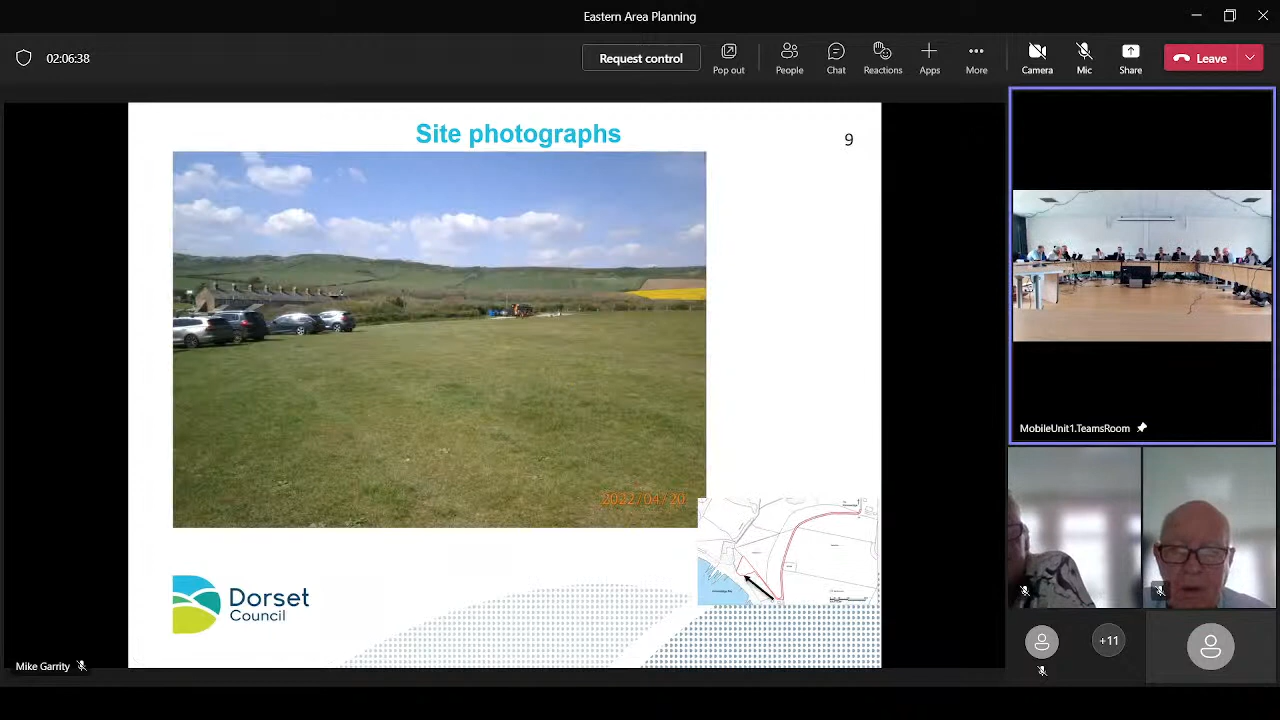 Eastern Area Planning
02:06:38
Request control
Pop out
People
Chat
Reactions
Apps
More
Camera
Mic
Share
Leave
Site photographs
9
2022/04/20
Dorset
Council
Mike Garrity
MobileUnit1.TeamsRoom
+11